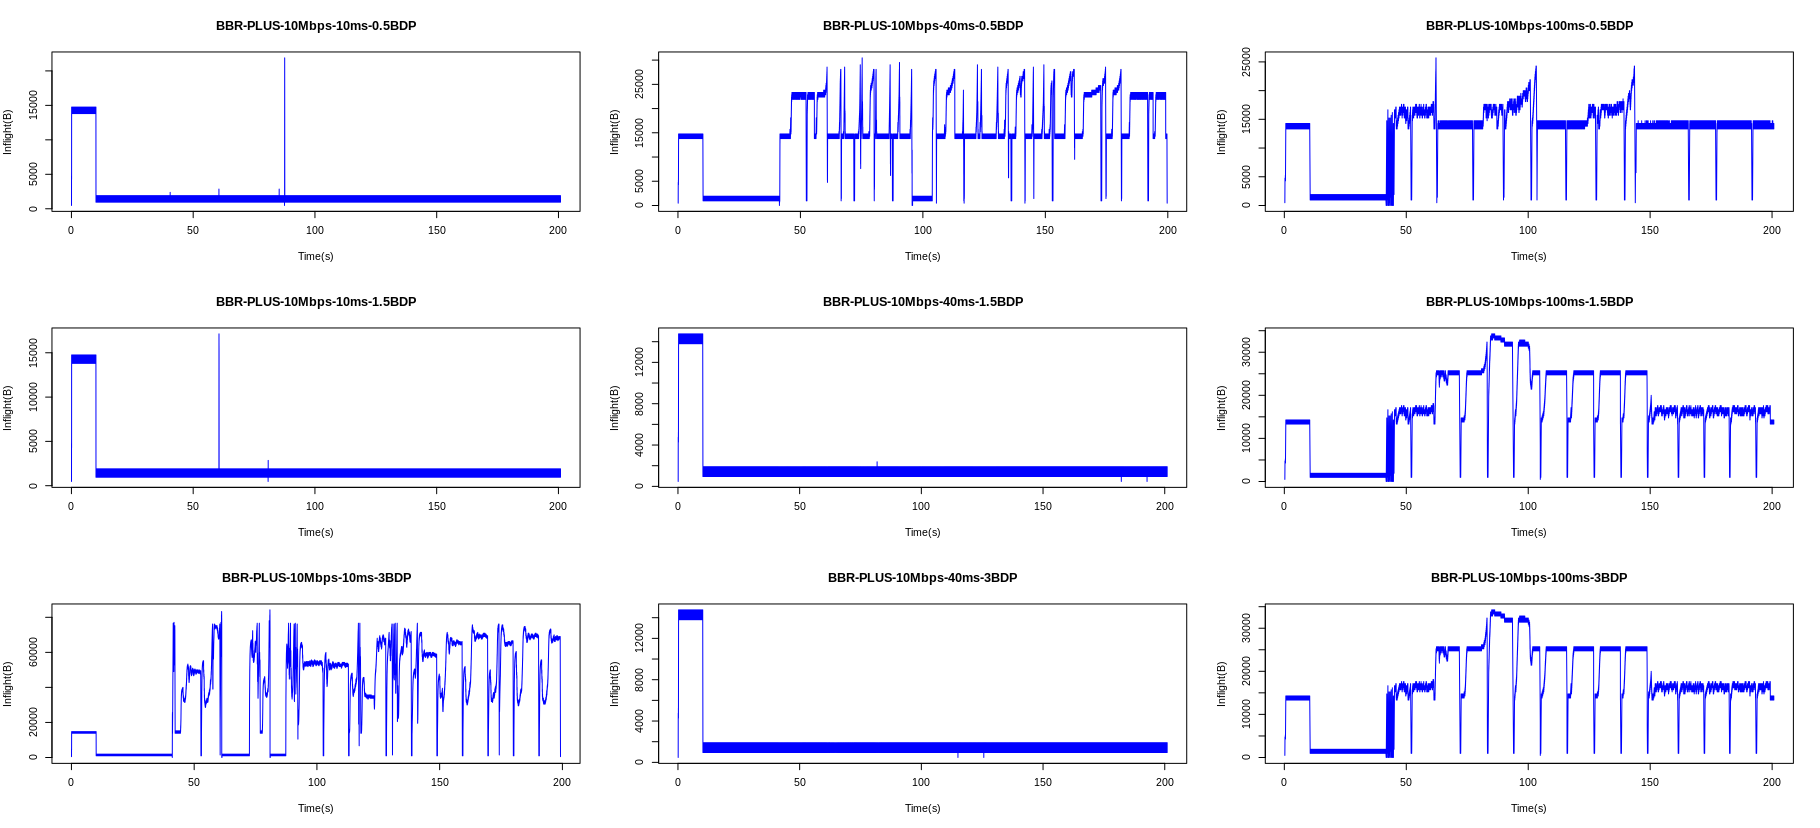 BBR-PLUS-10Mbps-10ms-0.5BDP
Inflight(B)
0 5000 15000
0 50 100 150 200
Time(s)
BBR-PLUS-10Mbps-40ms-0.5BDP
Inflight(B)
0 5000 15000 25000
0 50 100 150 200
Time(s)
BBR-PLUS-10Mbps-100ms-0.5BDP
Inflight(B)
0 5000 15000 25000
0 50 100 150 200
Time(s)
BBR-PLUS-10Mbps-10ms-1.5BDP
Inflight(B)
0 5000 10000 15000
0 50 100 150 200
Time(s)
BBR-PLUS-10Mbps-40ms-1.5BDP
Inflight(B)
0 4000 8000 12000
0 50 100 150 200
Time(s)
BBR-PLUS-10Mbps-100ms-1.5BDP
Inflight(B)
0 10000 20000 30000
0 50 100 150 200
Time(s)
BBR-PLUS-10Mbps-10ms-3BDP
Inflight(B)
0 20000 60000
0 50 100 150 200
Time(s)
BBR-PLUS-10Mbps-40ms-3BDP
Inflight(B)
0 4000 8000 12000
0 50 100 150 200
Time(s)
BBR-PLUS-10Mbps-100ms-3BDP
Inflight(B)
0 10000 20000 30000
0 50 100 150 200
Time(s)